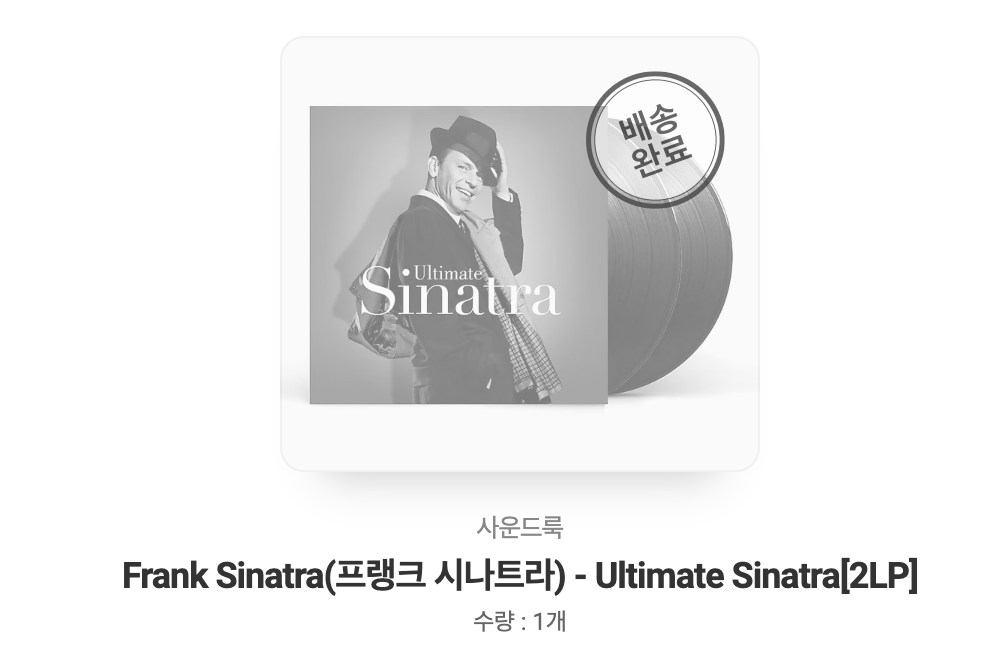 배송
완료
Ultimate
Sinatra
사운드룩
Frank Sinatra(프랭크 시나트라) - Ultimate Sinatra[2LP]
수량 : 1개